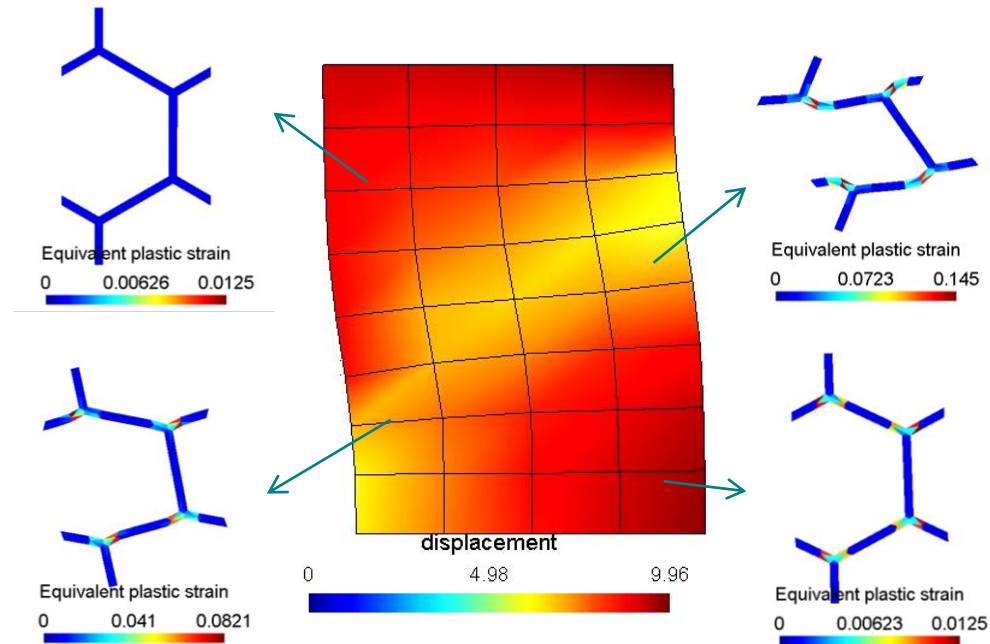 Equivalent plastic strain
0 0.00626 0.0125
Equivalent plastic strain
0 0.0723 0.145
displacement
0 4.98 9.96
Equivalent plastic strain
0 0.041 0.0821
Equivalent plastic strain
0 0.00623 0.0125